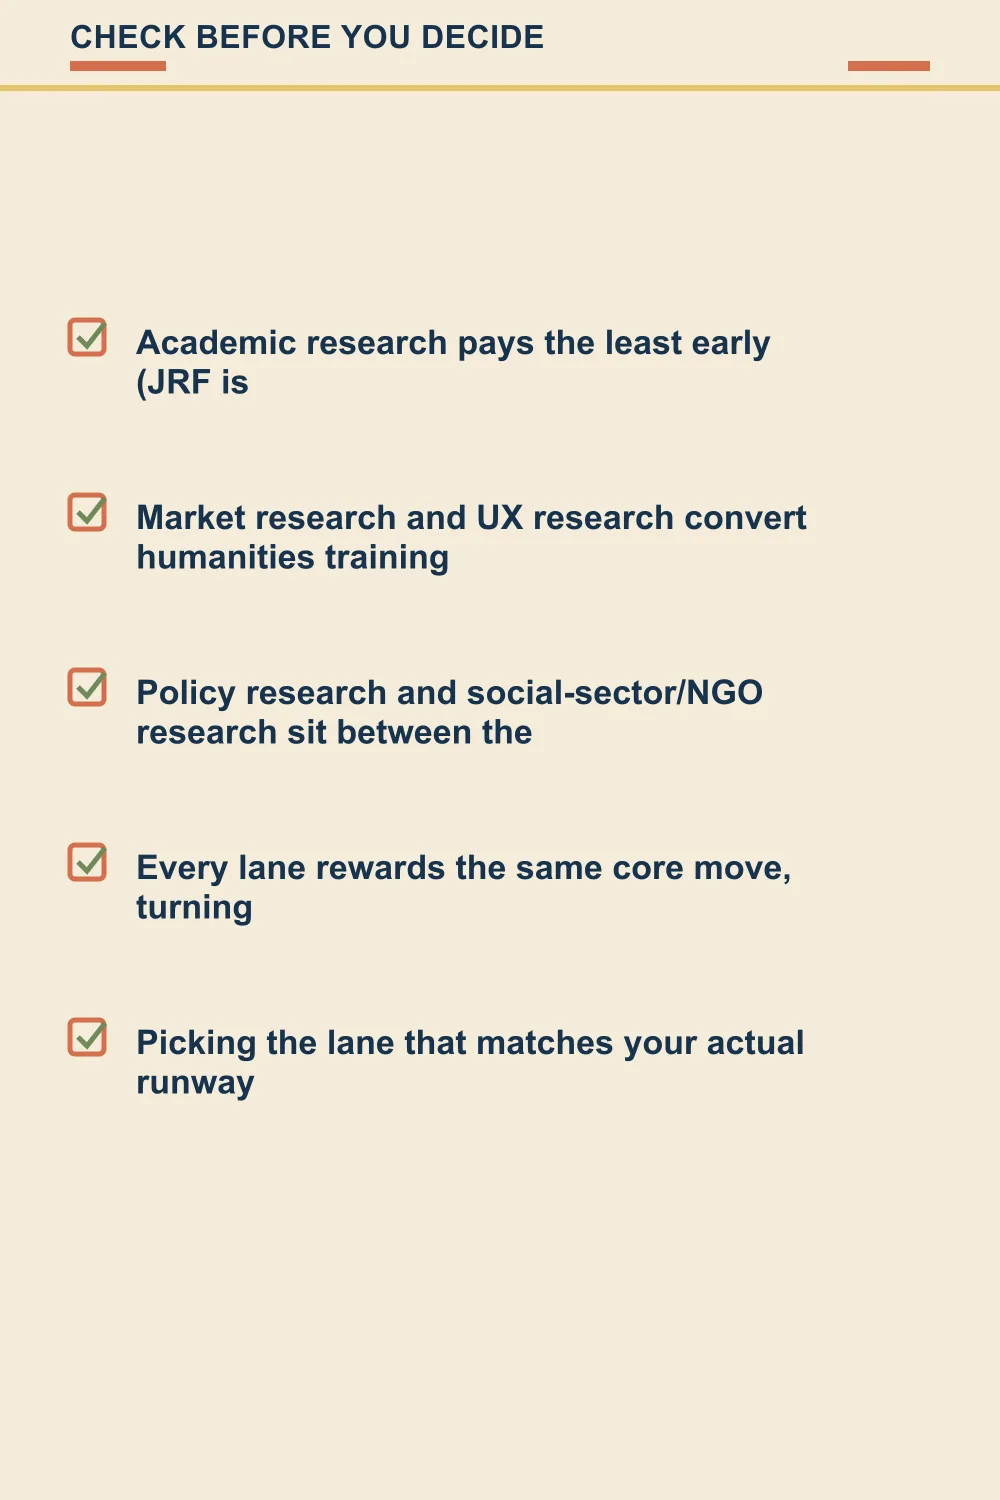 CHECK BEFORE YOU DECIDE
Academic research pays the least early
(JRF is
Market research and UX research convert
humanities training
Policy research and social-sector/NGO
research sit between the
Every lane rewards the same core move,
turning
Picking the lane that matches your actual
runway